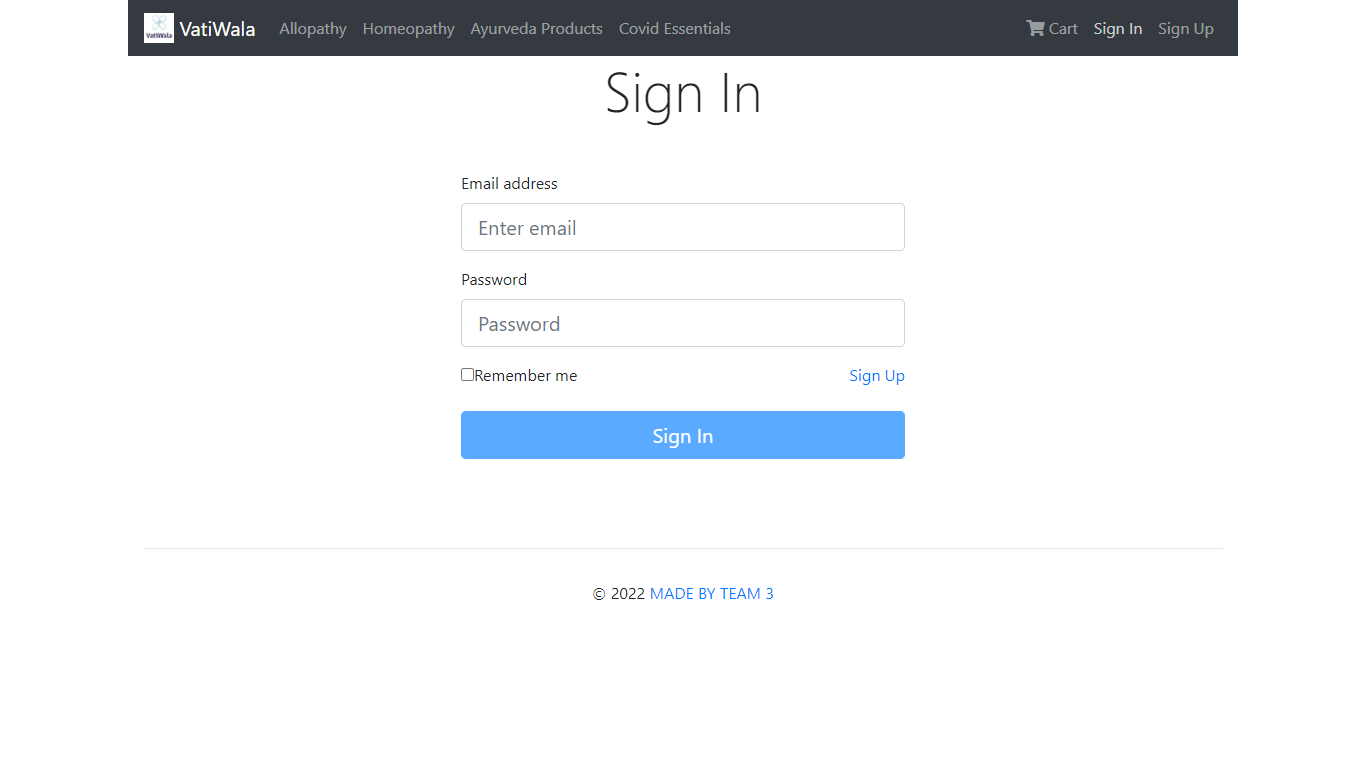 VatiWala VatiWala Allopathy Homeopathy Ayurveda Products Covid Essentials Cart Sign In Sign Up
Sign In
Email address
Enter email
Password
Password
Remember me Sign Up
Sign In
© 2022 MADE BY TEAM 3